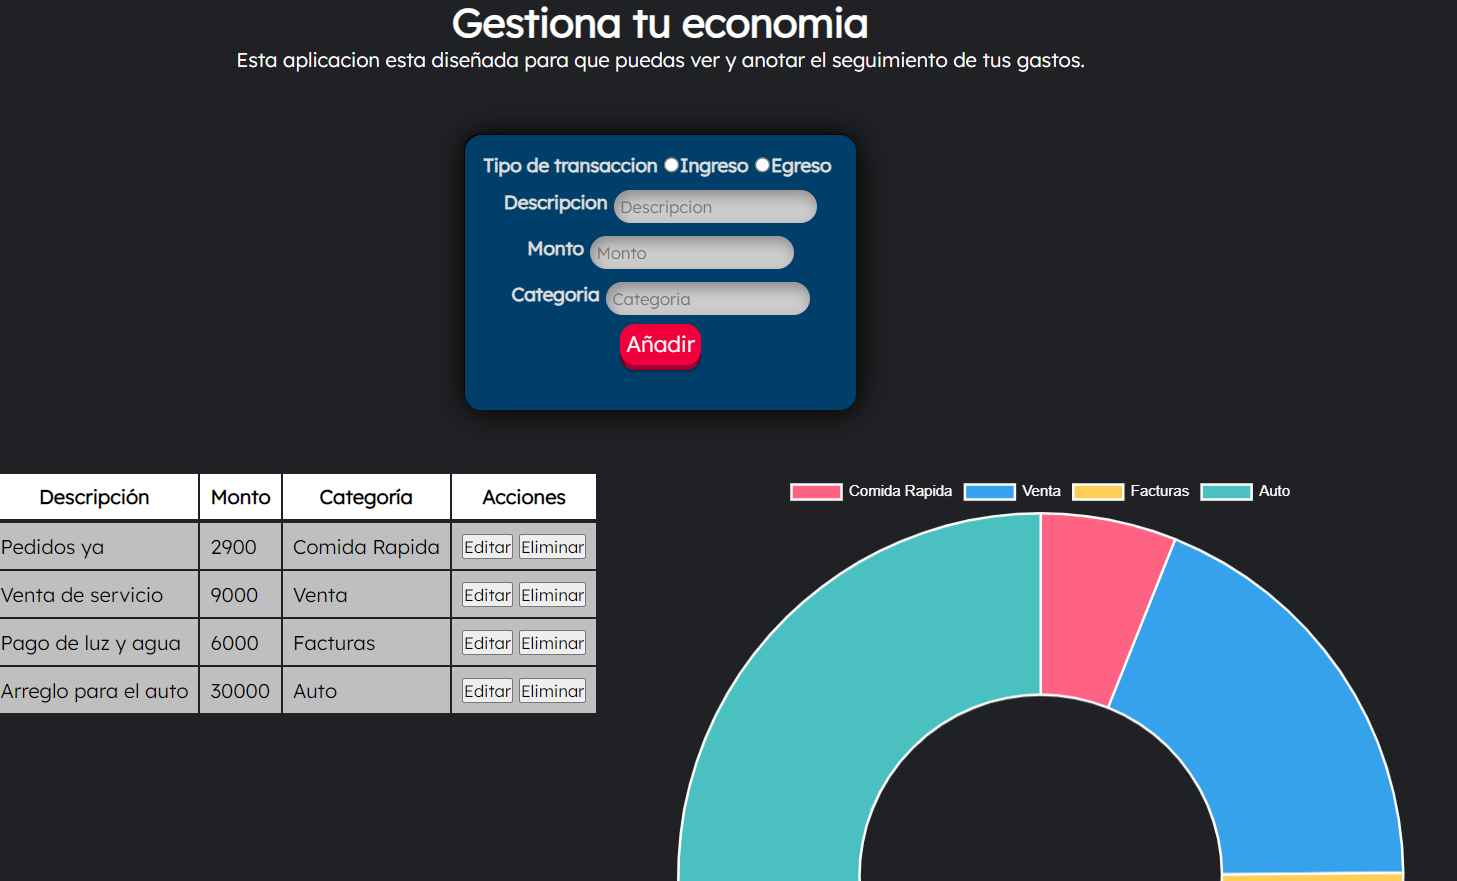 Gestiona tu economia
Esta aplicacion esta diseñada para que puedas ver y anotar el seguimiento de tus gastos.
Tipo de transaccion Ingreso Egreso
Descripcion Descripcion
Monto Monto
Categoria Categoria
Añadir
Descripción Monto Categoría Acciones
Pedidos ya 2900 Comida Rapida Editar Eliminar
Venta de servicio 9000 Venta Editar Eliminar
Pago de luz y agua 6000 Facturas Editar Eliminar
Arreglo para el auto 30000 Auto Editar Eliminar
Comida Rapida Venta Facturas Auto